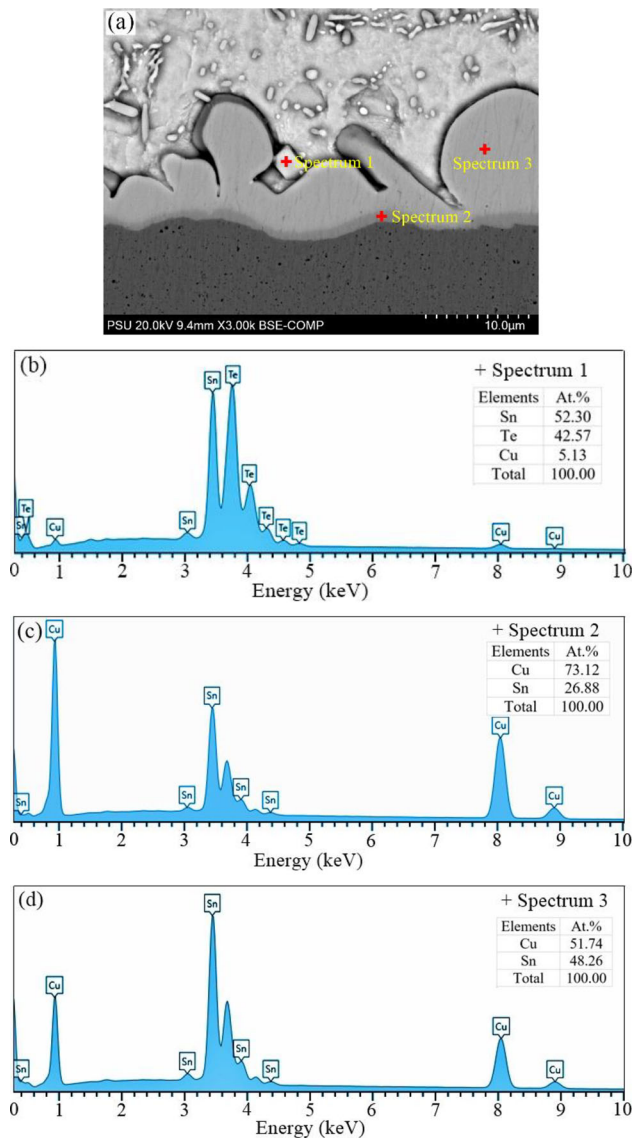 (a)
Spectrum 1
Spectrum 3
Spectrum 2
PSU 20.0kV 9.4mm X3.00k BSE-COMP 10.0µm
(b)
+ Spectrum 1
Elements At.%
Sn 52.30
Te 42.57
Cu 5.13
Total 100.00
Sn Te
Te
Te
Sn Cu Sn Te Te Te Cu Cu
0 1 2 3 4 5 6 7 8 9 10
Energy (keV)
(c)
+ Spectrum 2
Elements At.%
Cu 73.12
Sn 26.88
Total 100.00
Cu
Sn
Cu
Sn Sn Sn Sn Cu
0 1 2 3 4 5 6 7 8 9 10
Energy (keV)
(d)
+ Spectrum 3
Elements At.%
Cu 51.74
Sn 48.26
Total 100.00
Sn
Cu
Cu
Sn Sn Sn Sn Cu
0 1 2 3 4 5 6 7 8 9 10
Energy (keV)